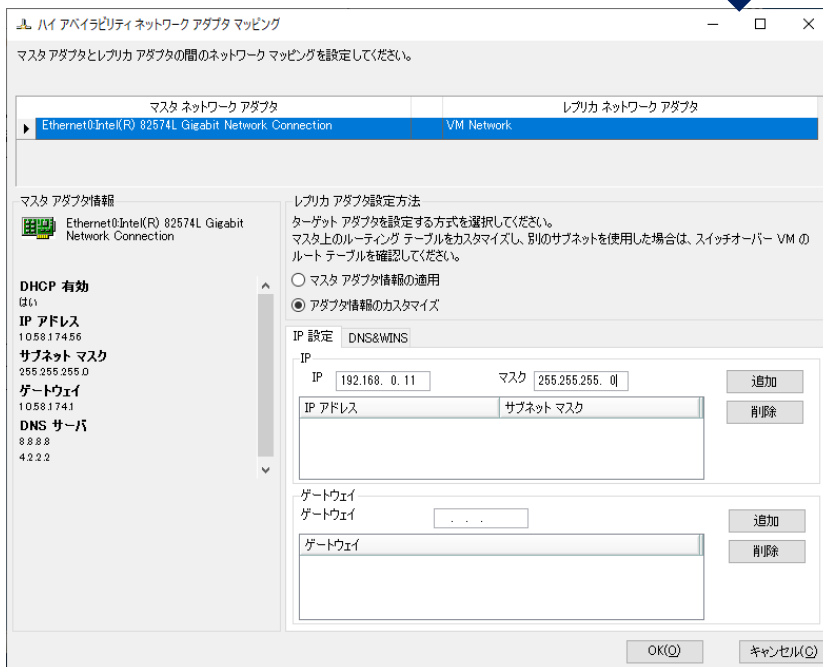 ハイ アベイラビリティ ネットワーク アダプタ マッピング
マスタ アダプタとレプリカ アダプタの間のネットワーク マッピングを設定してください。
マスタ ネットワーク アダプタ
レプリカ ネットワーク アダプタ
Ethernet0:Intel(R) 82574L Gigabit Network Connection
VM Network
マスタ アダプタ情報
Ethernet0:Intel(R) 82574L Gigabit
Network Connection
DHCP 有効
はい
IP アドレス
10.58.174.56
サブネット マスク
255.255.255.0
ゲートウェイ
10.58.174.1
DNS サーバ
8.8.8.8
4.2.2.2
レプリカ アダプタ設定方法
ターゲット アダプタを設定する方式を選択してください。
マスタ上のルーティング テーブルをカスタマイズし、別のサブネットを使用した場合は、スイッチオーバー VM の
ルート テーブルを確認してください。
マスタ アダプタ情報の適用
アダプタ情報のカスタマイズ
IP 設定
DNS&WINS
IP
IP 192.168. 0. 11 マスク 255.255.255. 0 追加
IP アドレス サブネット マスク 削除
ゲートウェイ
ゲートウェイ . . . 追加
ゲートウェイ 削除
OK(O) キャンセル(C)